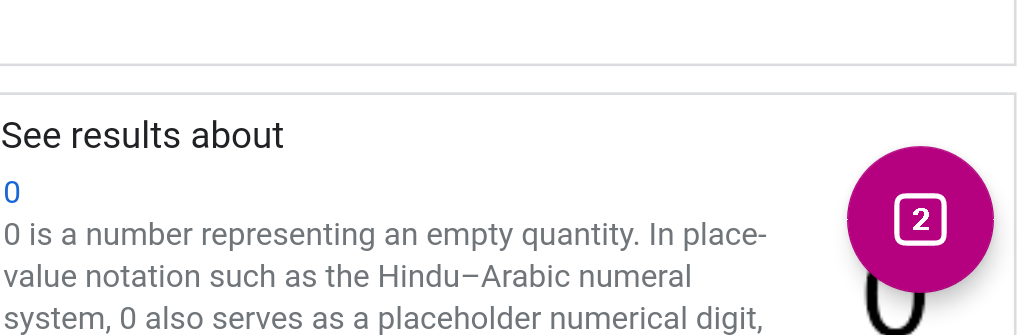 See results about
0
0 is a number representing an empty quantity. In place-
value notation such as the Hindu–Arabic numeral
system, 0 also serves as a placeholder numerical digit,
2
0